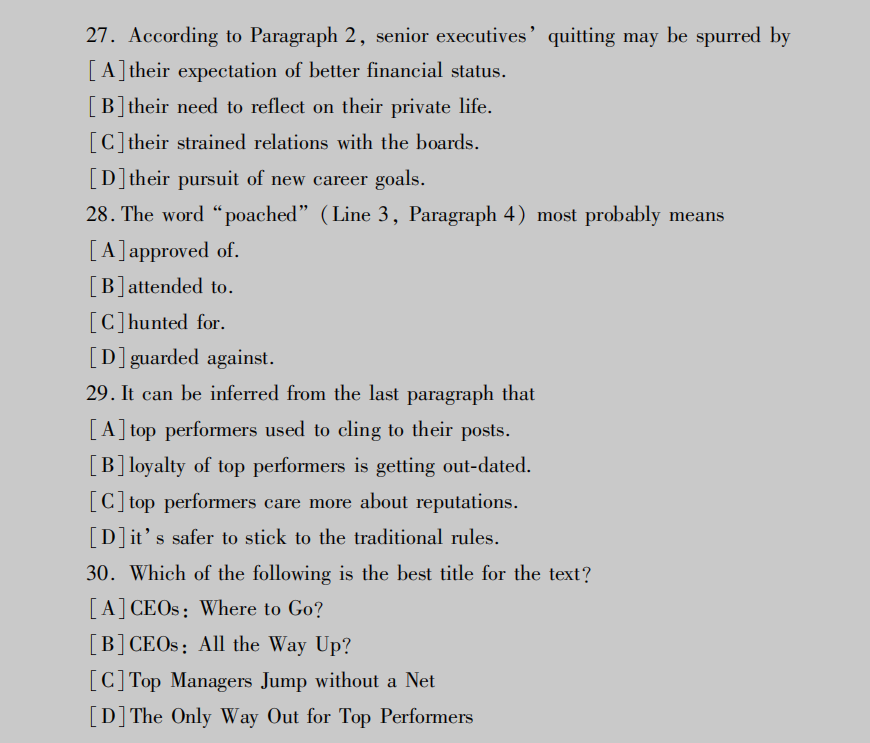 27. According to Paragraph 2, senior executives' quitting may be spurred by
[A]their expectation of better financial status.
[B]their need to reflect on their private life.
[C]their strained relations with the boards.
[D]their pursuit of new career goals.
28. The word “poached” (Line 3, Paragraph 4) most probably means
[A]approved of.
[B]attended to.
[C]hunted for.
[D]guarded against.
29. It can be inferred from the last paragraph that
[A]top performers used to cling to their posts.
[B]loyalty of top performers is getting out-dated.
[C]top performers care more about reputations.
[D]it's safer to stick to the traditional rules.
30. Which of the following is the best title for the text?
[A]CEOs: Where to Go?
[B]CEOs: All the Way Up?
[C]Top Managers Jump without a Net
[D]The Only Way Out for Top Performers